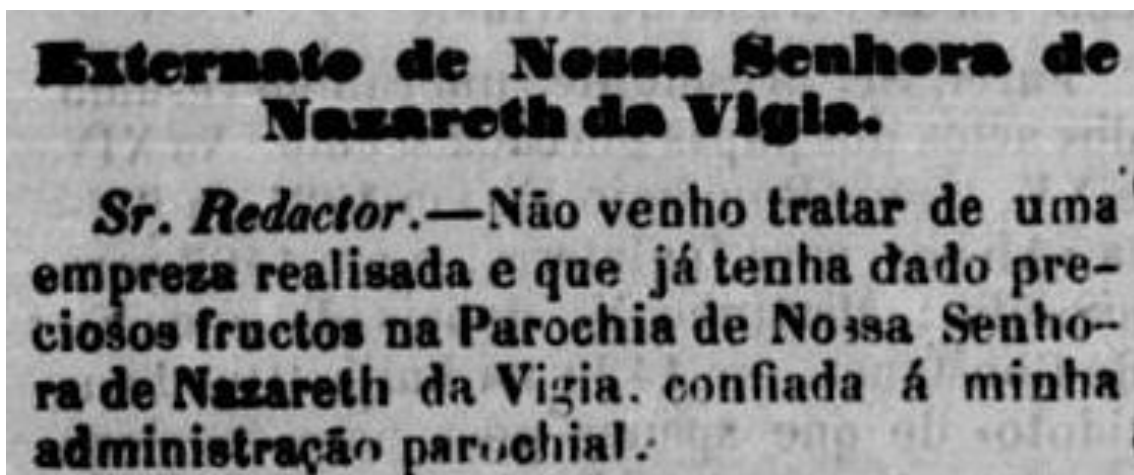 Externato de Nossa Senhora de
Nazareth da Vigia.
Sr. Redactor.—Não venho tratar de uma
empreza realisada e que já tenha dado pre-
ciosos fructos na Parochia de Nossa Senho-
ra de Nazareth da Vigia, confiada á minha
administração parochial.